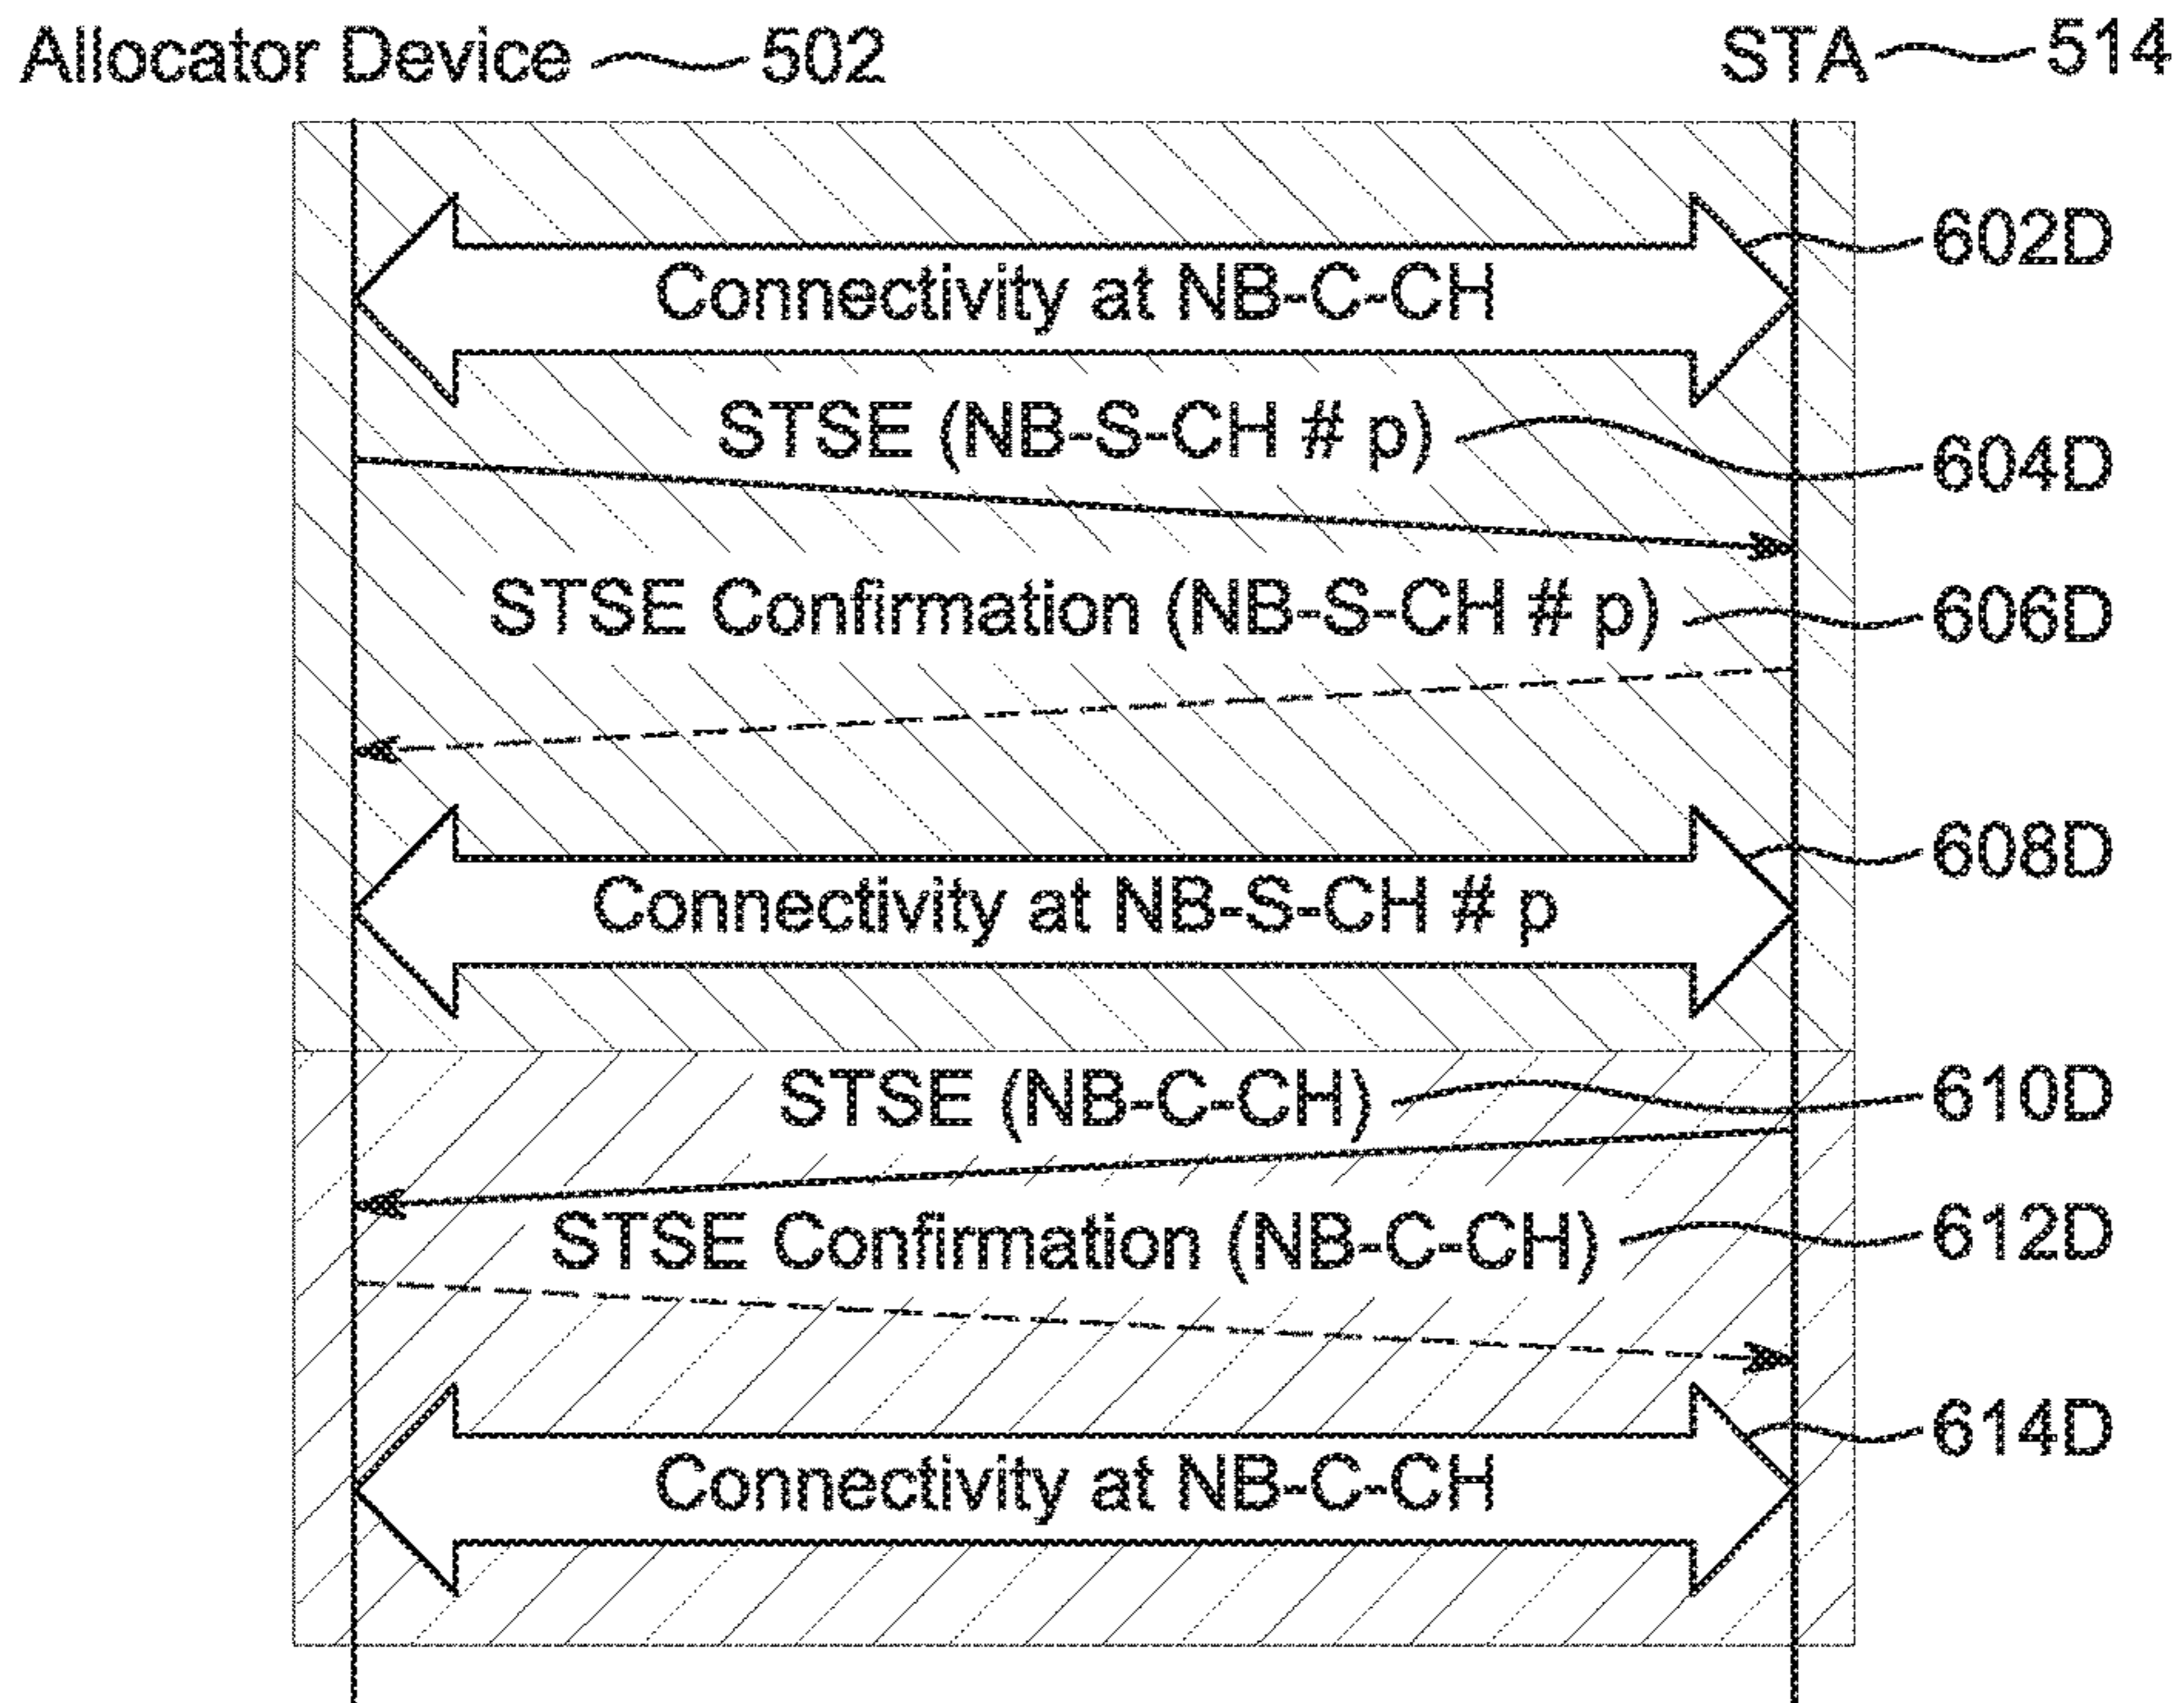 Allocator Device 502 STA 514
Connectivity at NB-C-CH 602D
STSE (NB-S-CH # p) 604D
STSE Confirmation (NB-S-CH # p) 606D
Connectivity at NB-S-CH # p 608D
STSE (NB-C-CH) 610D
STSE Confirmation (NB-C-CH) 612D
Connectivity at NB-C-CH 614D